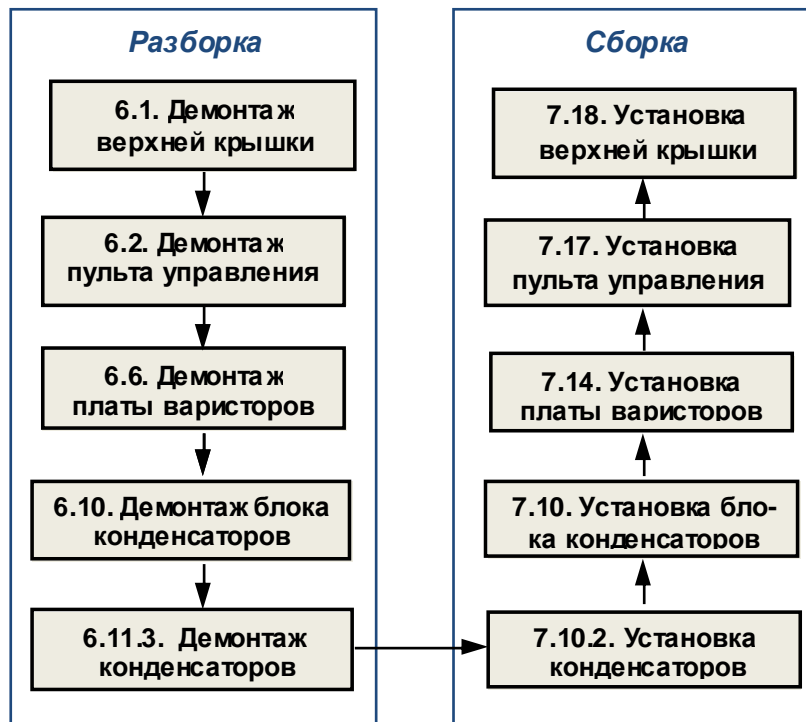 Разборка
6.1. Демонтаж
верхней крышки
6.2. Демонтаж
пульта управления
6.6. Демонтаж
платы варисторов
6.10. Демонтаж блока
конденсаторов
6.11.3. Демонтаж
конденсаторов
Сборка
7.18. Установка
верхней крышки
7.17. Установка
пульта управления
7.14. Установка
платы варисторов
7.10. Установка бло-
ка конденсаторов
7.10.2. Установка
конденсаторов